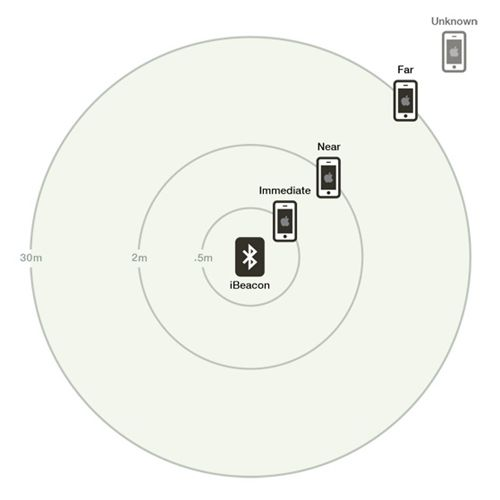 Unknown
Far
Near
Immediate
30m
2m
.5m
iBeacon